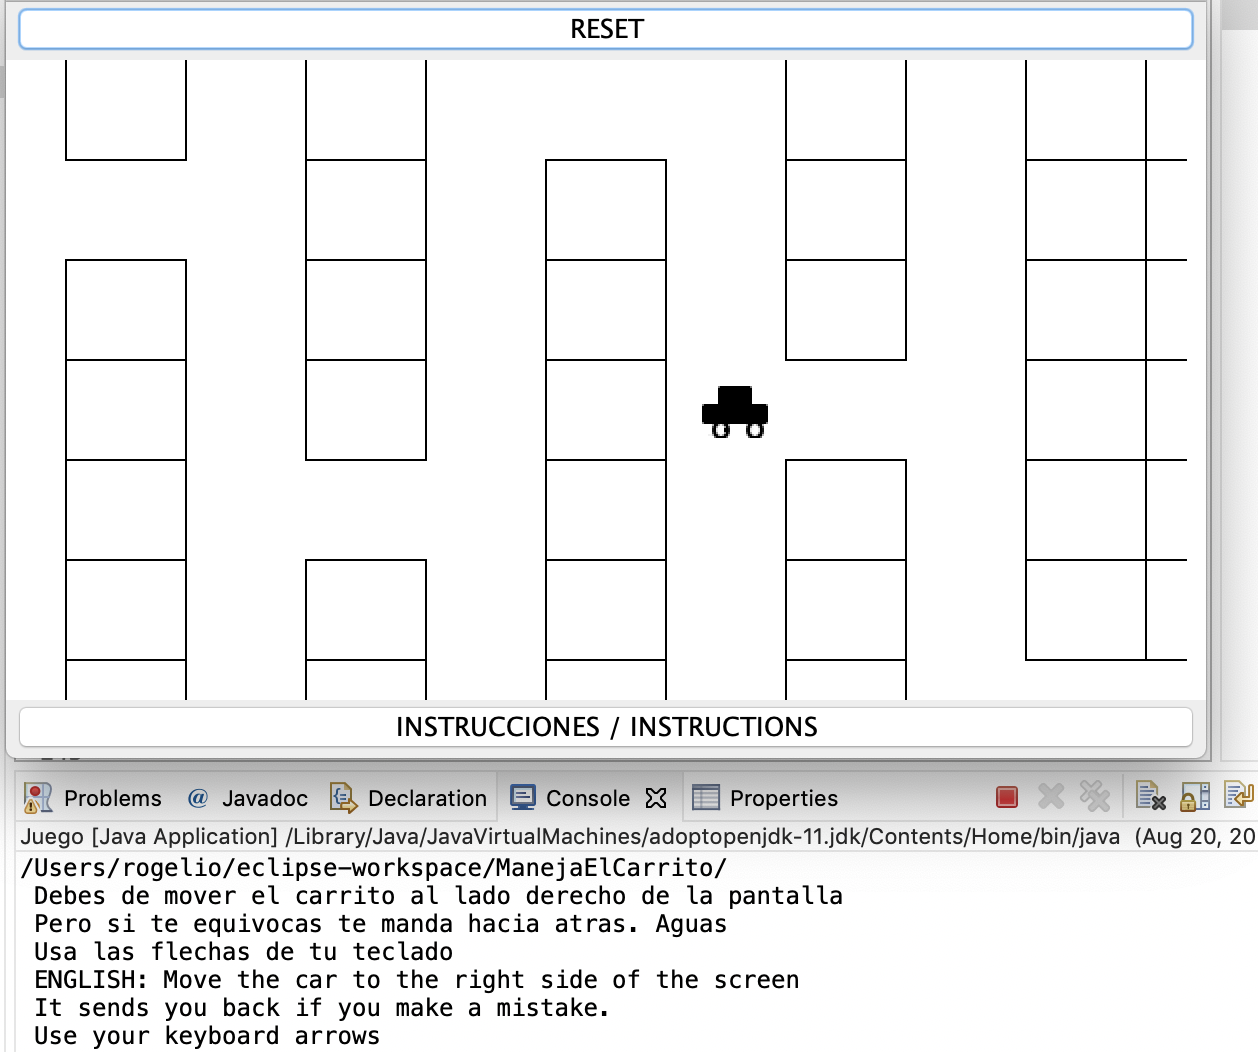 RESET
INSTRUCCIONES / INSTRUCTIONS
Problems @ Javadoc Declaration Console Properties
Juego [Java Application] /Library/Java/JavaVirtualMachines/adoptopenjdk-11.jdk/Contents/Home/bin/java (Aug 20, 20
/Users/rogelio/eclipse-workspace/ManejaElCarrito/
Debes de mover el carrito al lado derecho de la pantalla
Pero si te equivocas te manda hacia atras. Aguas
Usa las flechas de tu teclado
ENGLISH: Move the car to the right side of the screen
It sends you back if you make a mistake.
Use your keyboard arrows